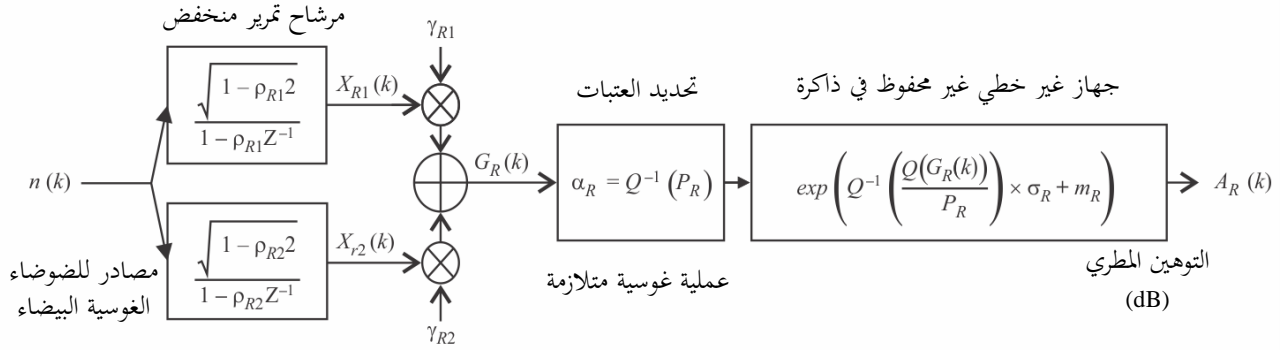 مرشاح تمرير منخفض
γR1
√1 – ρR12
1 – ρR1Z–1
XR1(k)
تحديد العتبات
جهاز غير خطي غير محفوظ في ذاكرة
n (k)
GR(k)
αR = Q–1 (PR)
exp(Q–1(Q(GR(k))/PR) × σR + mR)
AR (k)
√1 – ρR22
1 – ρR2Z–1
Xr2(k)
مصادر للضوضاء
الغوسية البيضاء
عملية غوسية متلازمة
التوهين المطري
(dB)
γR2